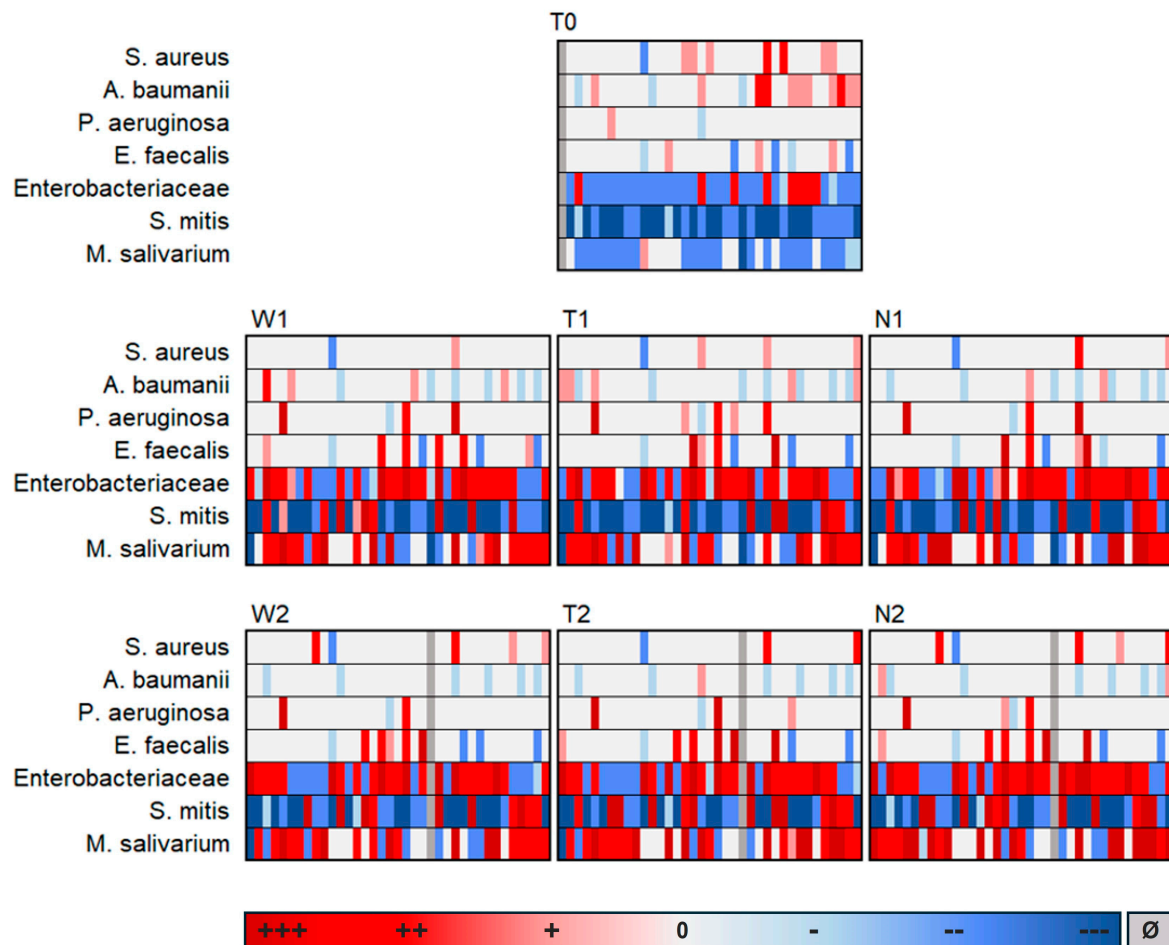 T0
S. aureus
A. baumanii
P. aeruginosa
E. faecalis
Enterobacteriaceae
S. mitis
M. salivarium
W1 T1 N1
S. aureus
A. baumanii
P. aeruginosa
E. faecalis
Enterobacteriaceae
S. mitis
M. salivarium
W2 T2 N2
S. aureus
A. baumanii
P. aeruginosa
E. faecalis
Enterobacteriaceae
S. mitis
M. salivarium
+++ ++ + 0 - -- --- Ø